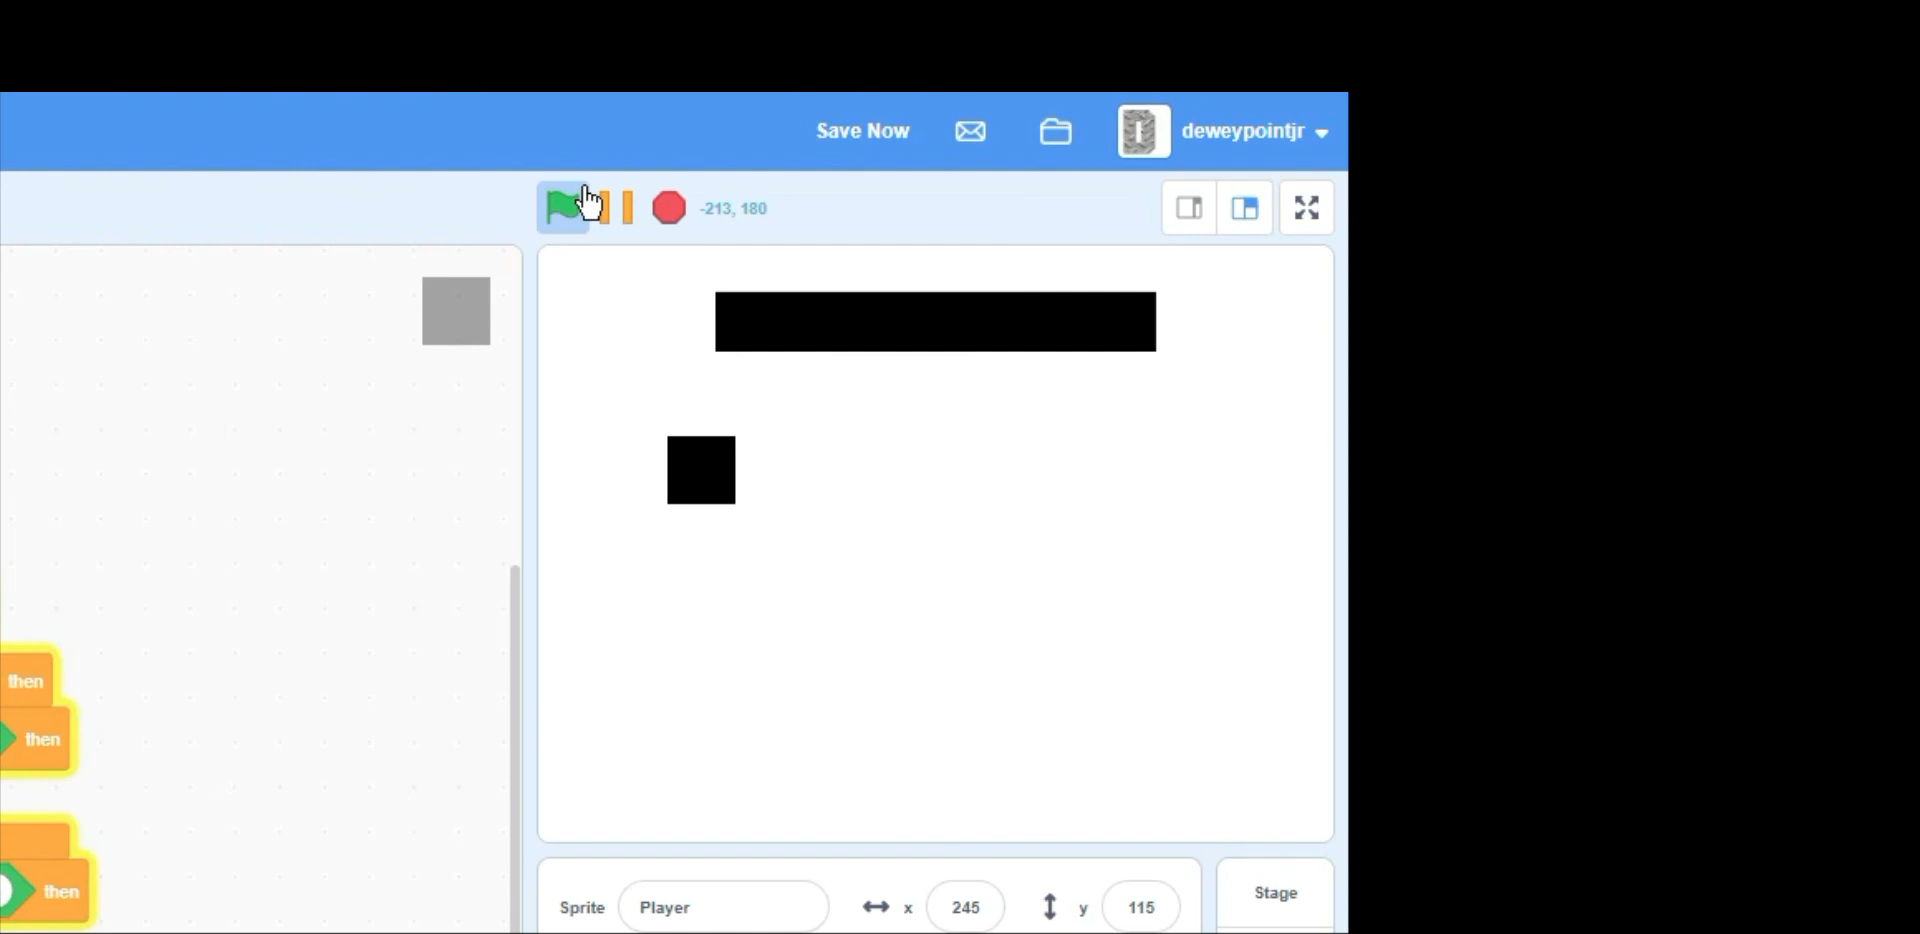 Save Now
deweypointjr
-213, 180
then
then
then
Sprite Player x 245 y 115
Stage